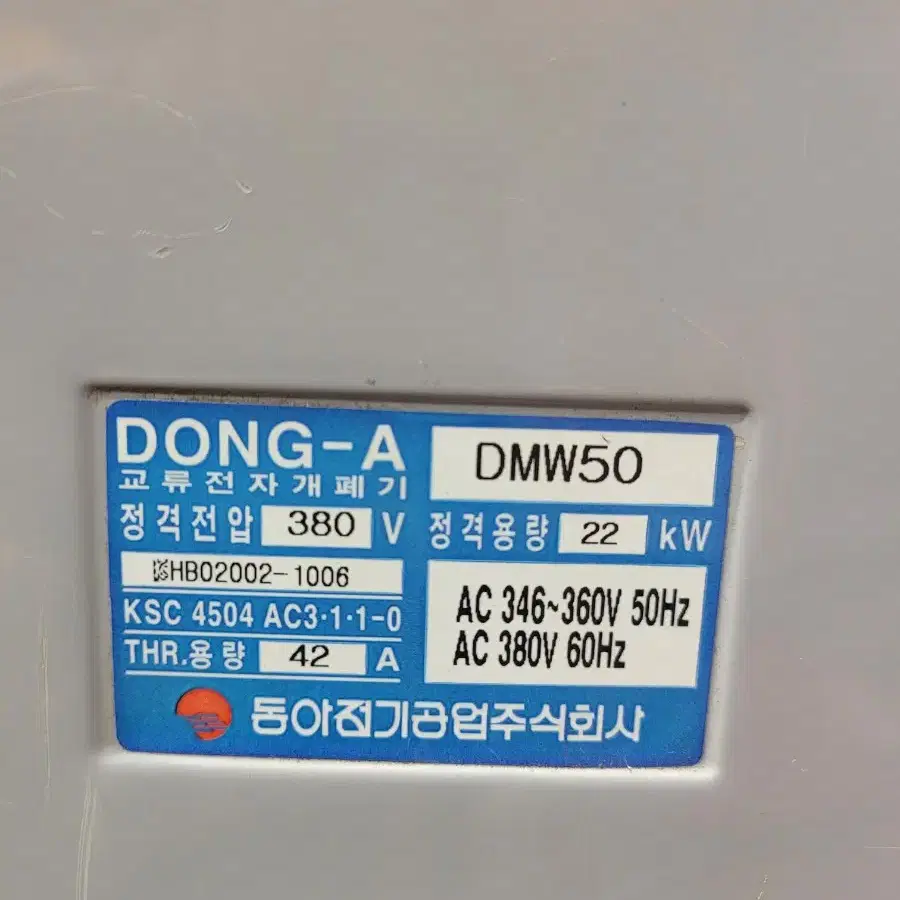 DONG-A
교류전자개폐기
DMW50
정격전압 380 V
정격용량 22 kW
HB02002-1006
KSC 4504 AC3·1·1-0
THR.용량 42 A
AC 346~360V 50Hz
AC 380V 60Hz
동아전기공업주식회사